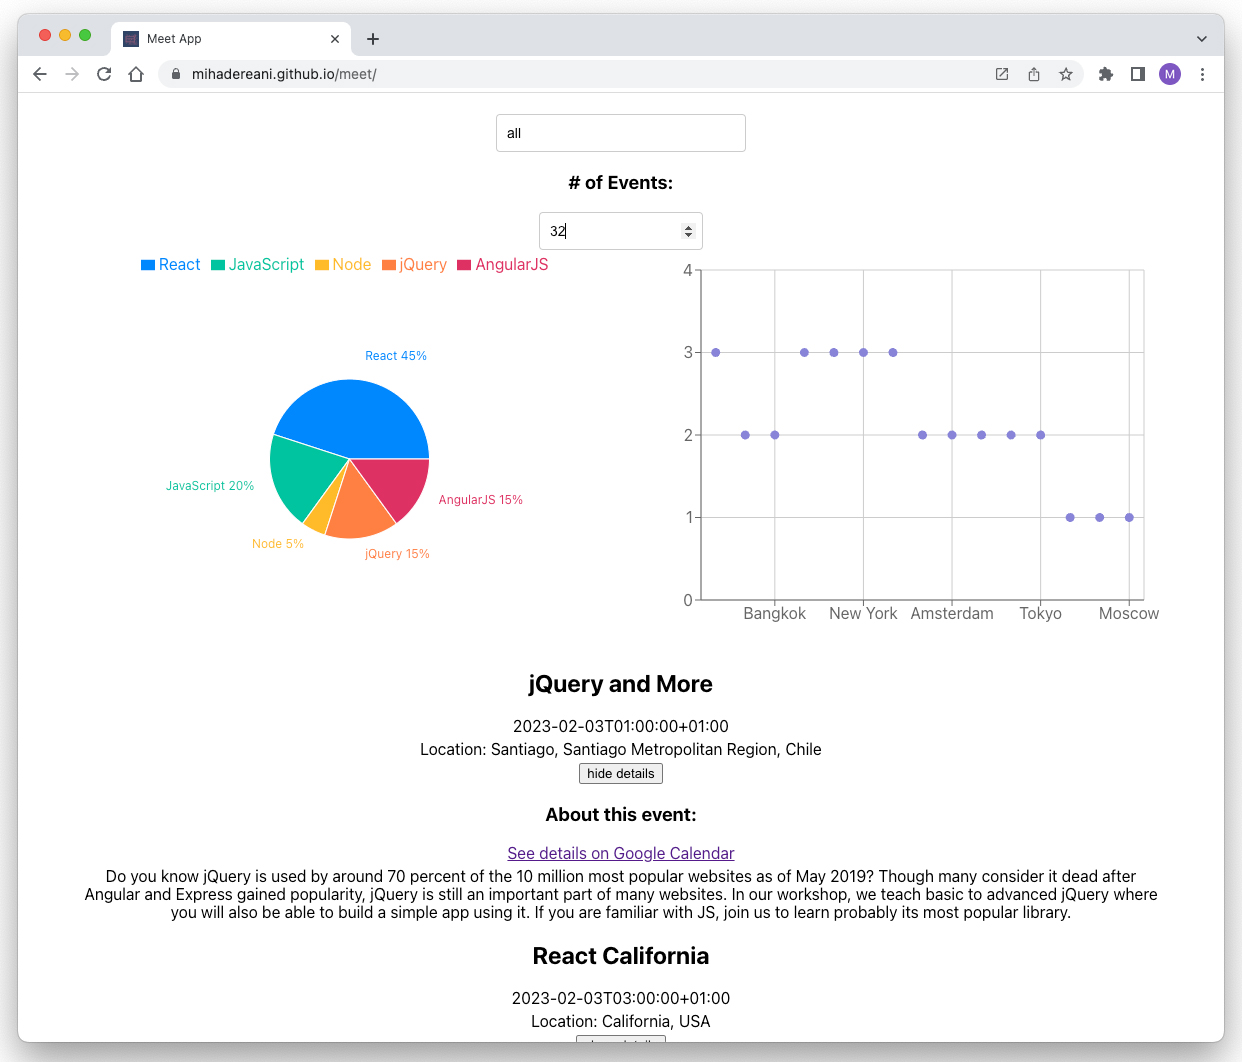 Meet App
mihadereani.github.io/meet/
M
all
# of Events:
32
React JavaScript Node jQuery AngularJS
React 45%
JavaScript 20%
AngularJS 15%
Node 5%
jQuery 15%
4
3
2
1
0
Bangkok New York Amsterdam Tokyo Moscow
jQuery and More
2023-02-03T01:00:00+01:00
Location: Santiago, Santiago Metropolitan Region, Chile
hide details
About this event:
See details on Google Calendar
Do you know jQuery is used by around 70 percent of the 10 million most popular websites as of May 2019? Though many consider it dead after
Angular and Express gained popularity, jQuery is still an important part of many websites. In our workshop, we teach basic to advanced jQuery where
you will also be able to build a simple app using it. If you are familiar with JS, join us to learn probably its most popular library.
React California
2023-02-03T03:00:00+01:00
Location: California, USA